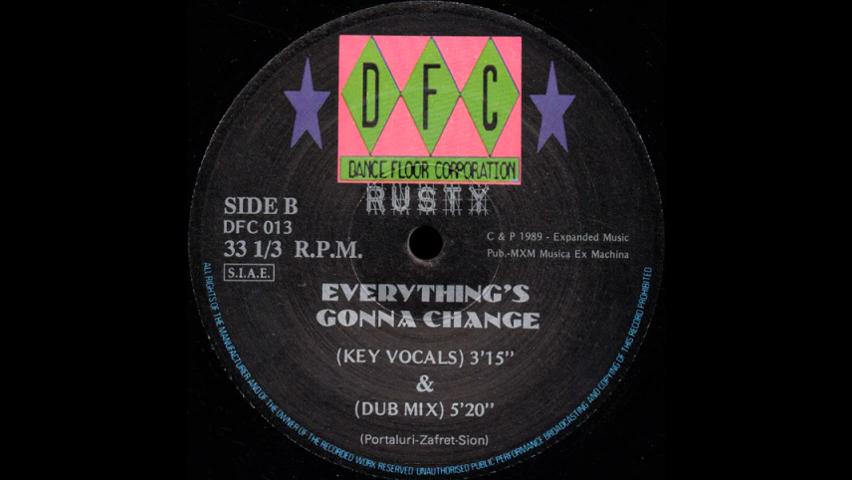 DFC
DANCE FLOOR CORPORATION
RUSTY
SIDE B
DFC 013
33 1/3 R.P.M.
S.I.A.E.
C & P 1989 - Expanded Music
Pub.-MXM Musica Ex Machina
EVERYTHING'S
GONNA CHANGE
(KEY VOCALS) 3'15"
&
(DUB MIX) 5'20"
(Portaluri-Zafret-Sion)
ALL RIGHTS OF THE MANUFACTURER AND OF THE OWNER OF THE RECORDED WORK RESERVED. UNAUTHORISED PUBLIC PERFORMANCE BROADCASTING AND COPYING OF THIS RECORD PROHIBITED